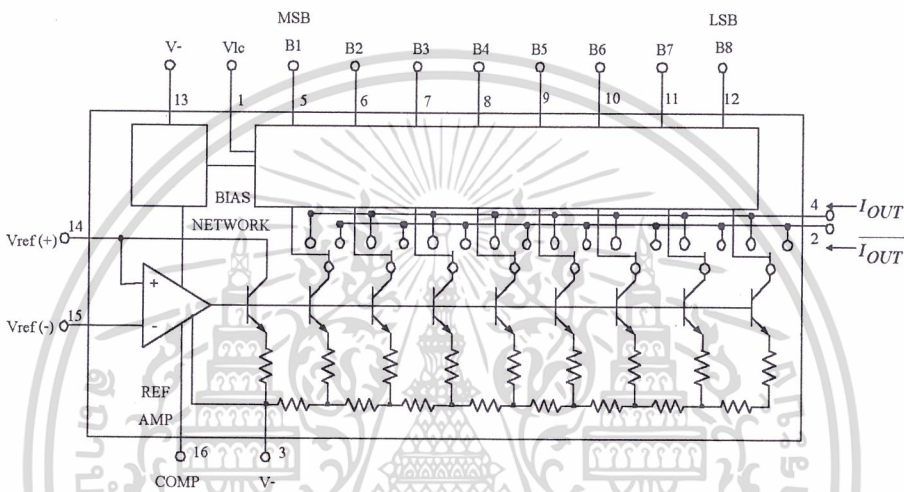 MSB LSB
V- Vlc B1 B2 B3 B4 B5 B6 B7 B8
13 1 5 6 7 8 9 10 11 12
BIAS
NETWORK
4 I_OUT
2 \overline{I_OUT}
14
Vref (+)
+
15
Vref (-)
-
REF
AMP
16 3
COMP V-